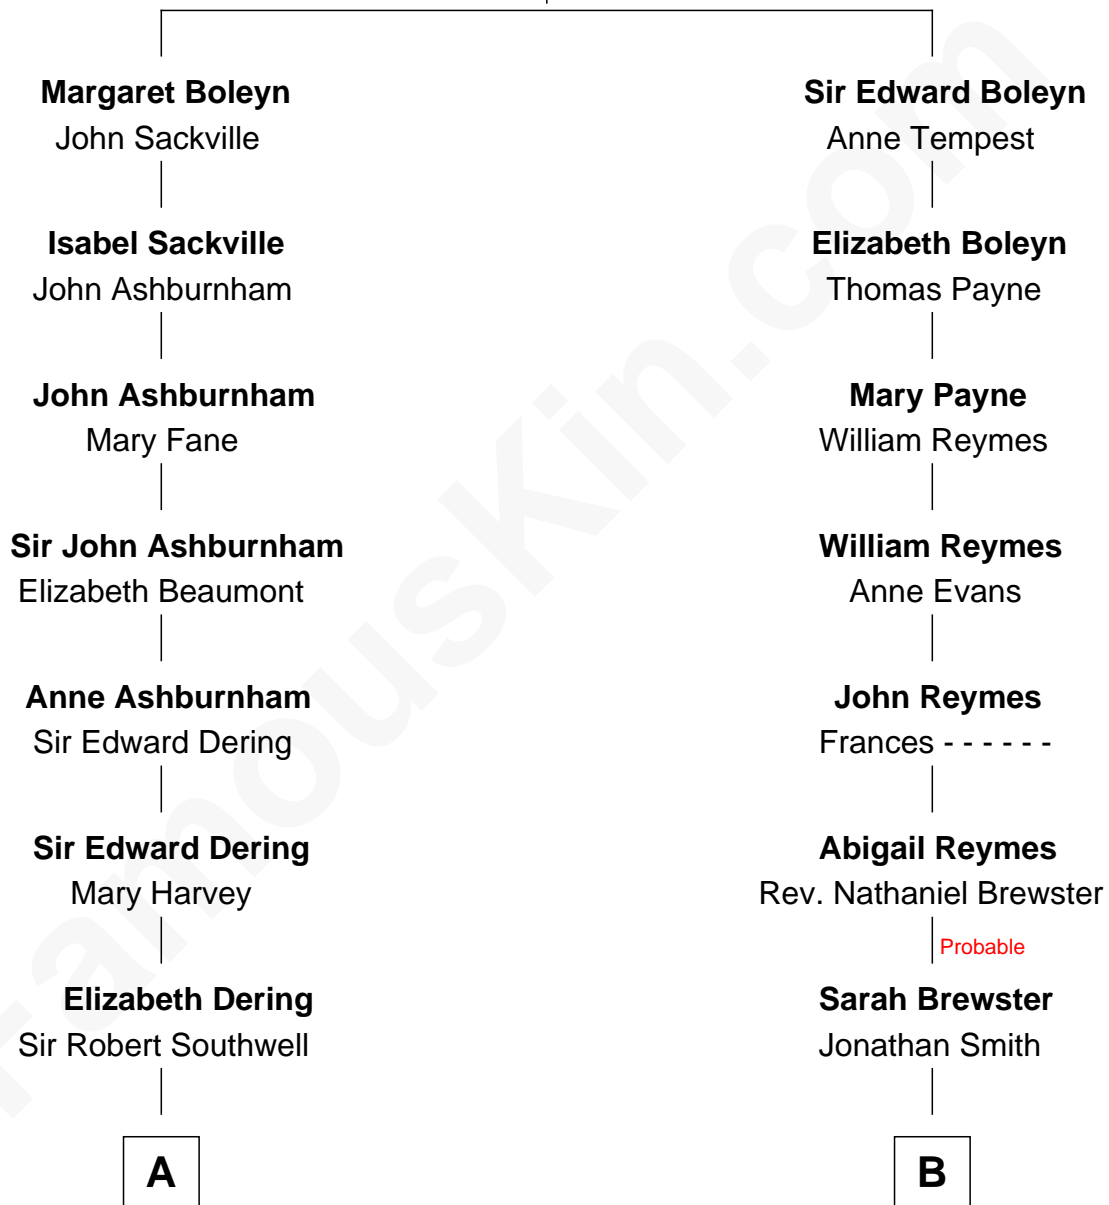 Margaret Boleyn
John Sackville
Sir Edward Boleyn
Anne Tempest
Isabel Sackville
John Ashburnham
Elizabeth Boleyn
Thomas Payne
John Ashburnham
Mary Fane
Mary Payne
William Reymes
Sir John Ashburnham
Elizabeth Beaumont
William Reymes
Anne Evans
Anne Ashburnham
Sir Edward Dering
John Reymes
Frances - - - - - -
Sir Edward Dering
Mary Harvey
Abigail Reymes
Rev. Nathaniel Brewster
Probable
Elizabeth Dering
Sir Robert Southwell
Sarah Brewster
Jonathan Smith
A
B
FamousKin.com